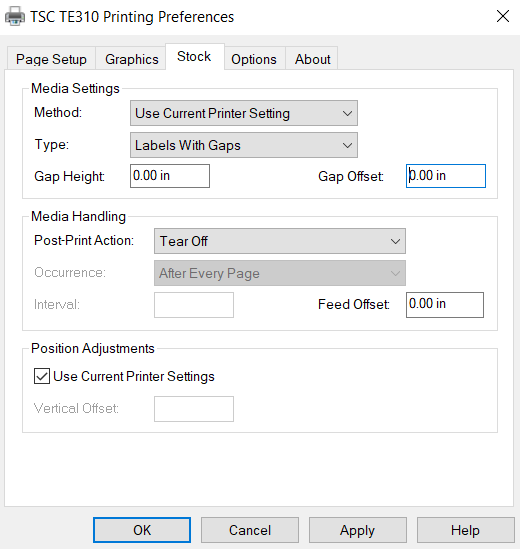 TSC TE310 Printing Preferences
Page Setup Graphics Stock Options About
Media Settings
Method: Use Current Printer Setting
Type: Labels With Gaps
Gap Height: 0.00 in Gap Offset: 0.00 in
Media Handling
Post-Print Action: Tear Off
Occurrence: After Every Page
Interval: Feed Offset: 0.00 in
Position Adjustments
Use Current Printer Settings
Vertical Offset:
OK Cancel Apply Help